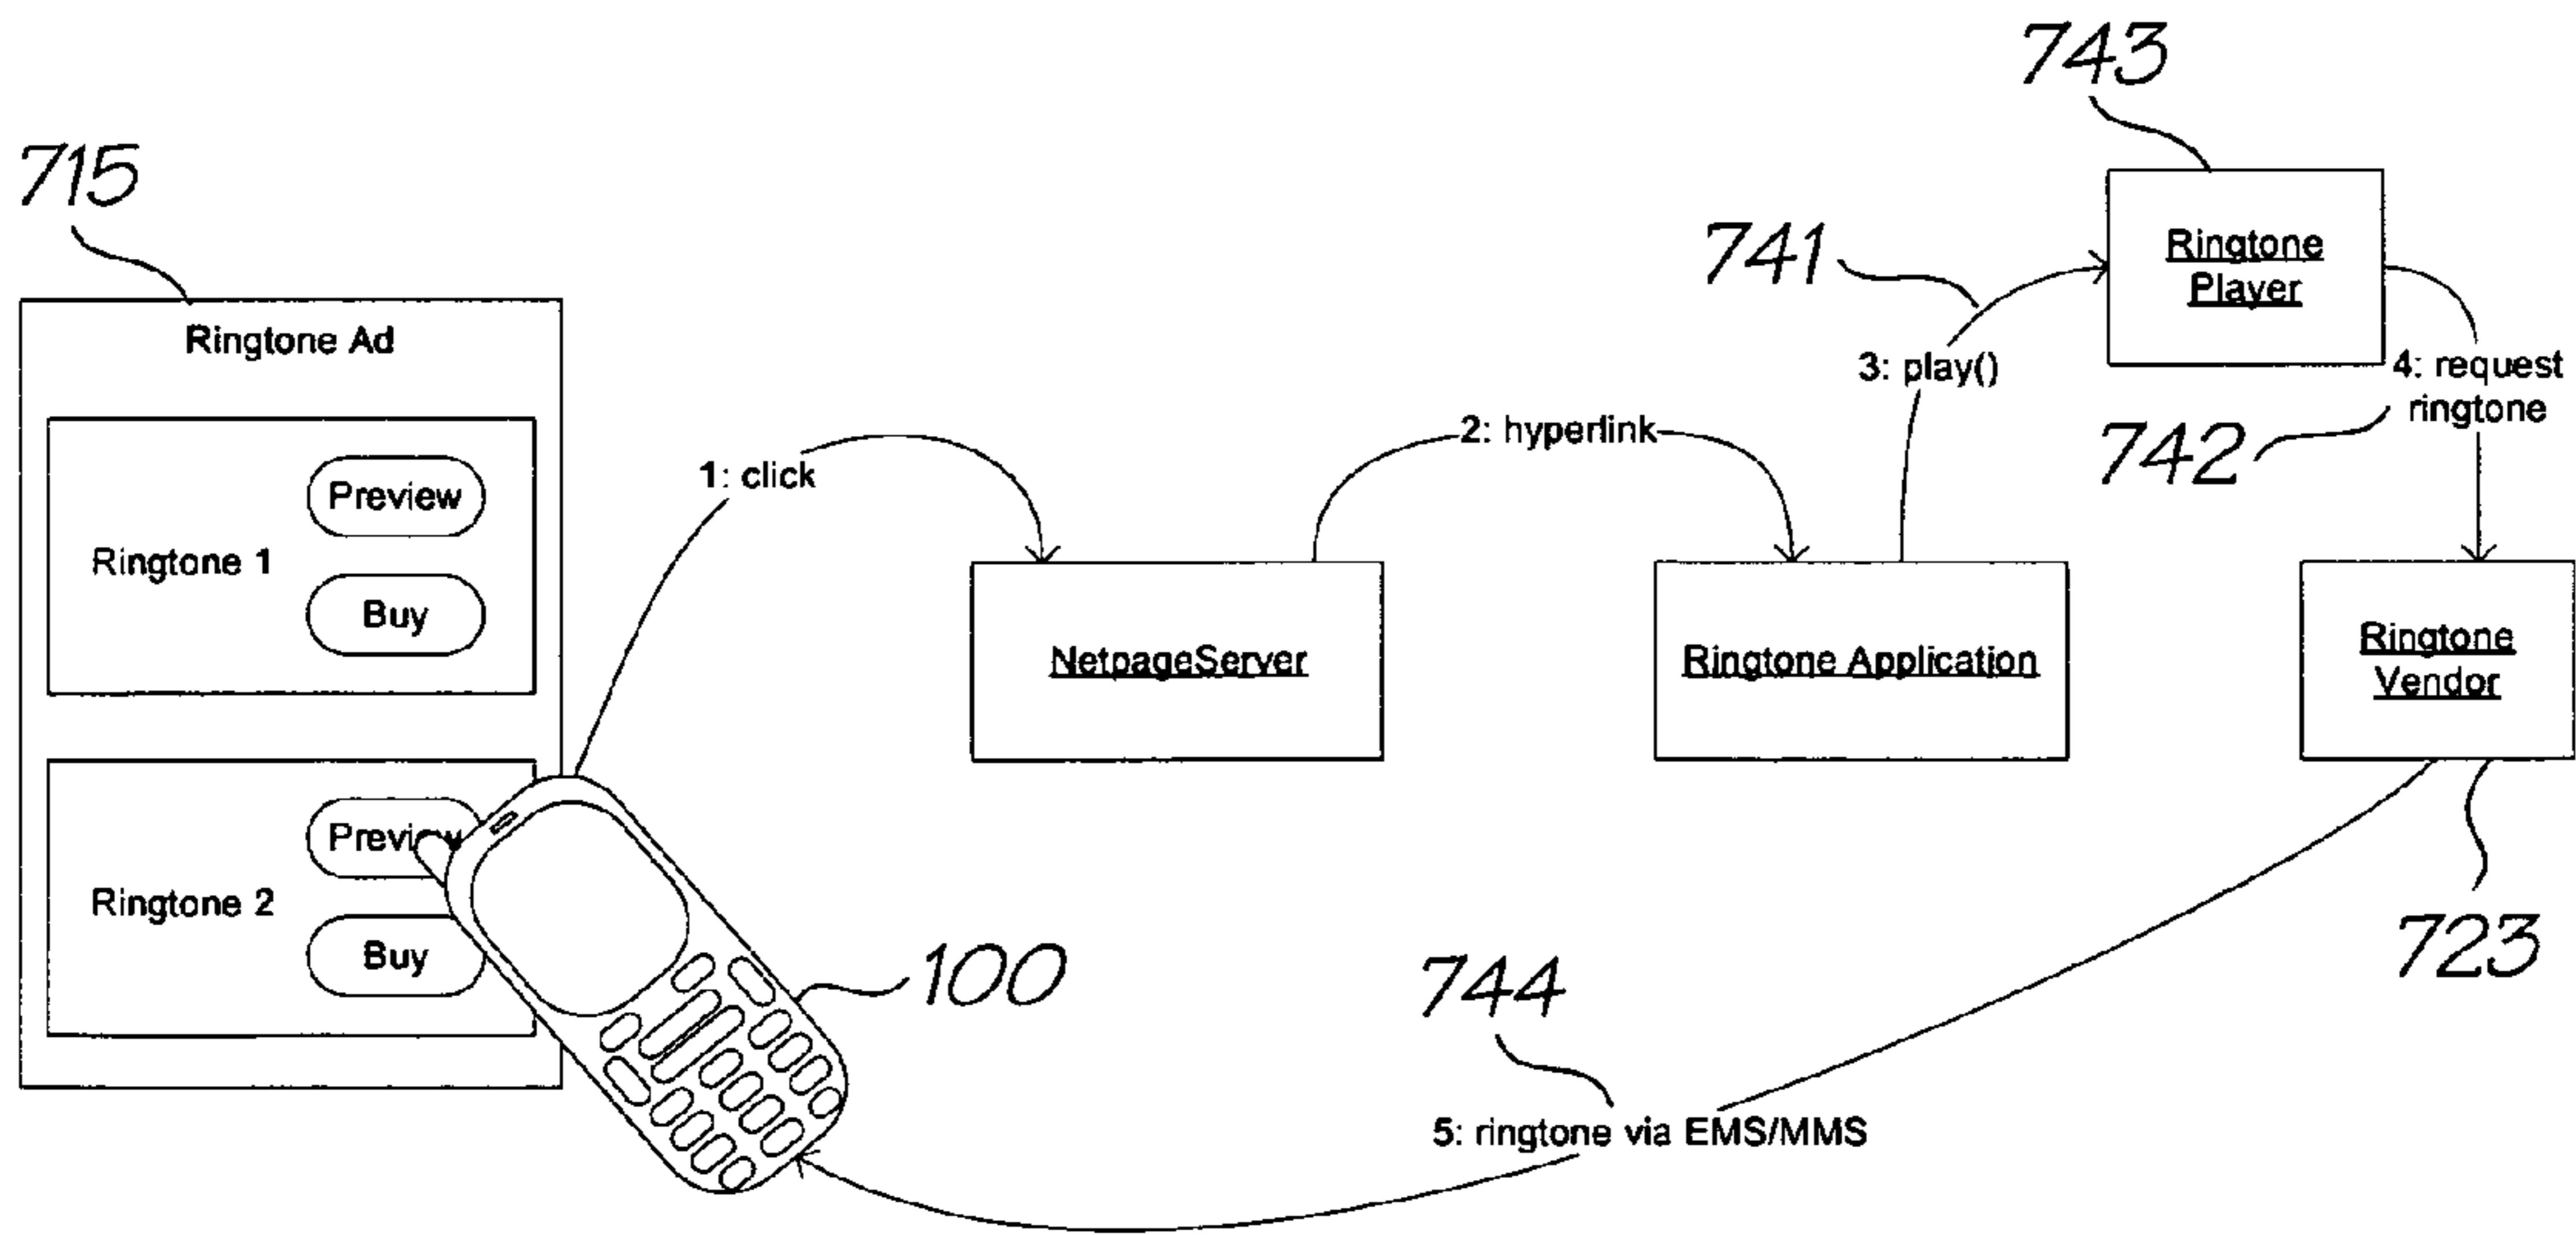 743
715
741
Ringtone
Player
Ringtone Ad
3: play()
4: request
ringtone
742
2: hyperlink
1: click
Preview
Ringtone 1
Buy
NetpageServer
Ringtone Application
Ringtone
Vendor
Preview
Ringtone 2
Buy
100
744
723
5: ringtone via EMS/MMS